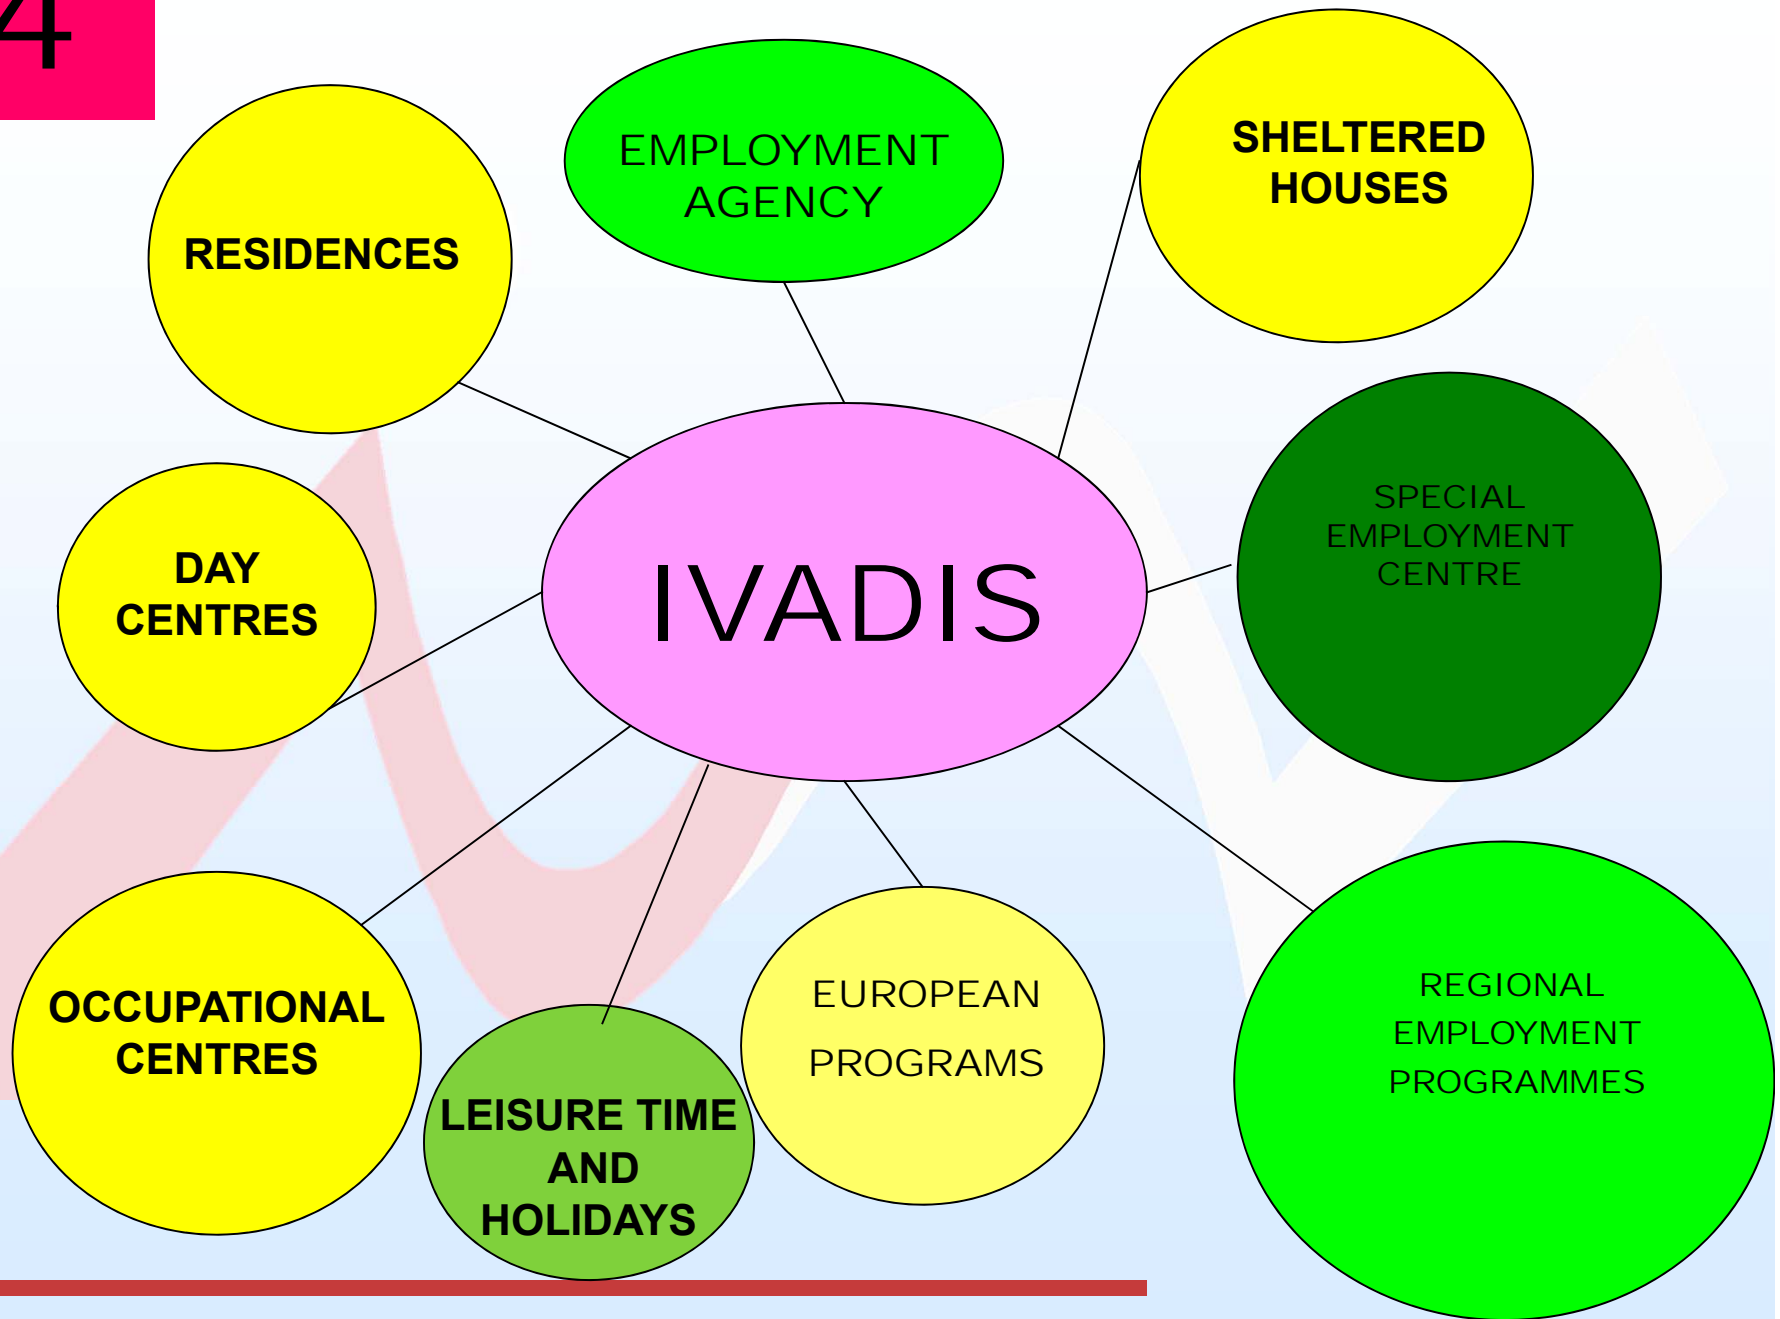 4
EMPLOYMENT
AGENCY
SHELTERED
HOUSES
RESIDENCES
SPECIAL
EMPLOYMENT
CENTRE
DAY
CENTRES
IVADIS
OCCUPATIONAL
CENTRES
LEISURE TIME
AND
HOLIDAYS
EUROPEAN
PROGRAMS
REGIONAL
EMPLOYMENT
PROGRAMMES